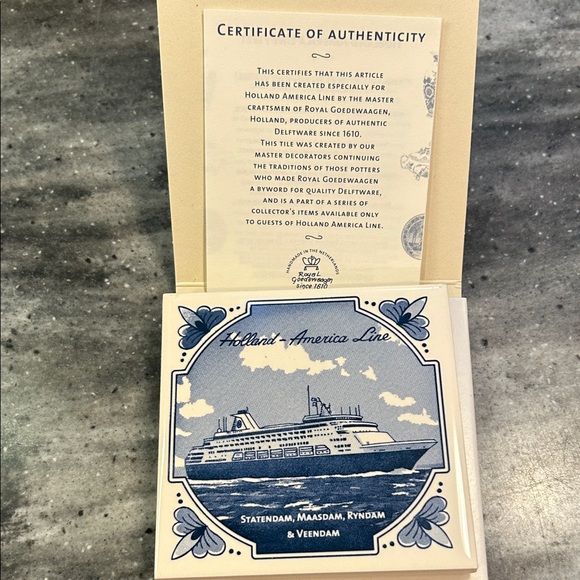 CERTIFICATE OF AUTHENTICITY
THIS CERTIFIES THAT THIS ARTICLE
HAS BEEN CREATED ESPECIALLY FOR
HOLLAND AMERICA LINE BY THE MASTER
CRAFTSMEN OF ROYAL GOEDEWAAGEN,
HOLLAND, PRODUCERS OF AUTHENTIC
DELFTWARE SINCE 1610.
THIS TILE WAS CREATED BY OUR
MASTER DECORATORS CONTINUING
THE TRADITIONS OF THOSE POTTERS
WHO MADE ROYAL GOEDEWAAGEN
A BYWORD FOR QUALITY DELFTWARE,
AND IS A PART OF A SERIES OF
COLLECTOR'S ITEMS AVAILABLE ONLY
TO GUESTS OF HOLLAND AMERICA LINE.
HANDMADE IN THE NETHERLANDS
Royal
Goedewaagen
since 1610
Holland-America Line
STATENDAM, MAASDAM, RYNDAM
& VEENDAM